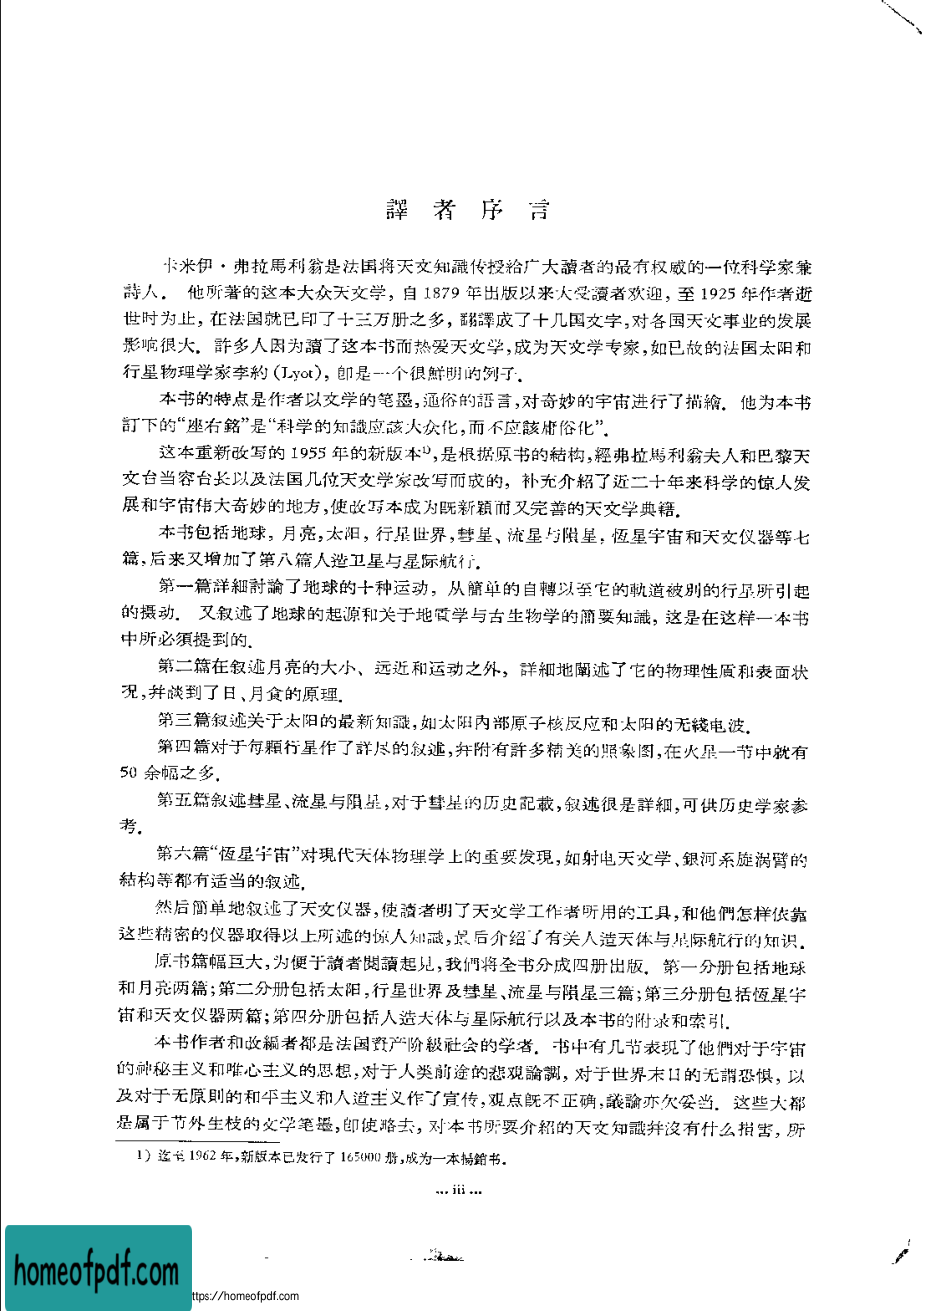 譯 者 序 言
卡米伊·弗拉馬利翁是法国将天文知識传授給广大讀者的最有权威的一位科学家兼
詩人． 他所著的这本大众天文学，自 1879 年出版以来大受讀者欢迎，至 1925 年作者逝
世时为止，在法国就已印了十三万册之多，翻譯成了十几国文字，对各国天文事业的发展
影响很大．許多人因为讀了这本书而热爱天文学，成为天文学专家，如已故的法国太阳和
行星物理学家李約 (Lyot)，卽是一个很鮮明的例子．
本书的特点是作者以文学的笔墨，通俗的語言，对奇妙的宇宙进行了描繪．他为本书
訂下的“座右銘”是“科学的知識应該大众化，而不应該庸俗化”．
这本重新改写的 1955 年的新版本¹⁾，是根据原书的結构，經弗拉馬利翁夫人和巴黎天
文台当容台长以及法国几位天文学家改写而成的，补充介紹了近二十年来科学的惊人发
展和宇宙伟大奇妙的地方，使改写本成为既新穎而又完善的天文学典籍．
本书包括地球，月亮，太阳，行星世界，彗星、流星与隕星，恆星宇宙和天文仪器等七
篇，后来又增加了第八篇人造卫星与星际航行．
第一篇詳細討論了地球的十种运动，从簡单的自轉以至它的軌道被別的行星所引起
的摄动． 又叙述了地球的起源和关于地質学与古生物学的簡要知識，这是在这样一本书
中所必須提到的．
第二篇在叙述月亮的大小、远近和运动之外，詳細地闡述了它的物理性质和表面状
况，幷談到了日、月食的原理．
第三篇叙述关于太阳的最新知識，如太阳內部原子核反应和太阳的无綫电波．
第四篇对于每顆行星作了詳尽的叙述，幷附有許多精美的照象图，在火星一节中就有
50 余幅之多．
第五篇叙述彗星、流星与隕星，对于彗星的历史記載，叙述很是詳細，可供历史学家参
考．
第六篇“恆星宇宙”对現代天体物理学上的重要发現，如射电天文学、銀河系旋涡臂的
結构等都有适当的叙述．
然后簡单地叙述了天文仪器，使讀者明了天文学工作者所用的工具，和他們怎样依靠
这些精密的仪器取得以上所述的惊人知識，最后介绍了有关人造天体与星际航行的知识．
原书篇幅巨大，为便于讀者閱讀起見，我們将全书分成四册出版．第一分册包括地球
和月亮两篇；第二分册包括太阳，行星世界及彗星、流星与隕星三篇；第三分册包括恆星宇
宙和天文仪器两篇；第四分册包括人造天体与星际航行以及本书的附录和索引．
本书作者和改編者都是法国資产阶級社会的学者．书中有几节表現了他們对于宇宙
的神秘主义和唯心主义的思想，对于人类前途的悲观論調，对于世界末日的无謂恐惧，以
及对于无原則的和平主义和人道主义作了宣传，观点既不正确，議論亦欠妥当．这些大都
是属于节外生枝的文学笔墨，卽使略去，对本书所要介紹的天文知識幷没有什么損害，所
1) 迄至 1962 年，新版本已发行了 165000 册，成为一本暢銷书．
… iii …
homeofpdf.com
ttps://homeofpdf.com